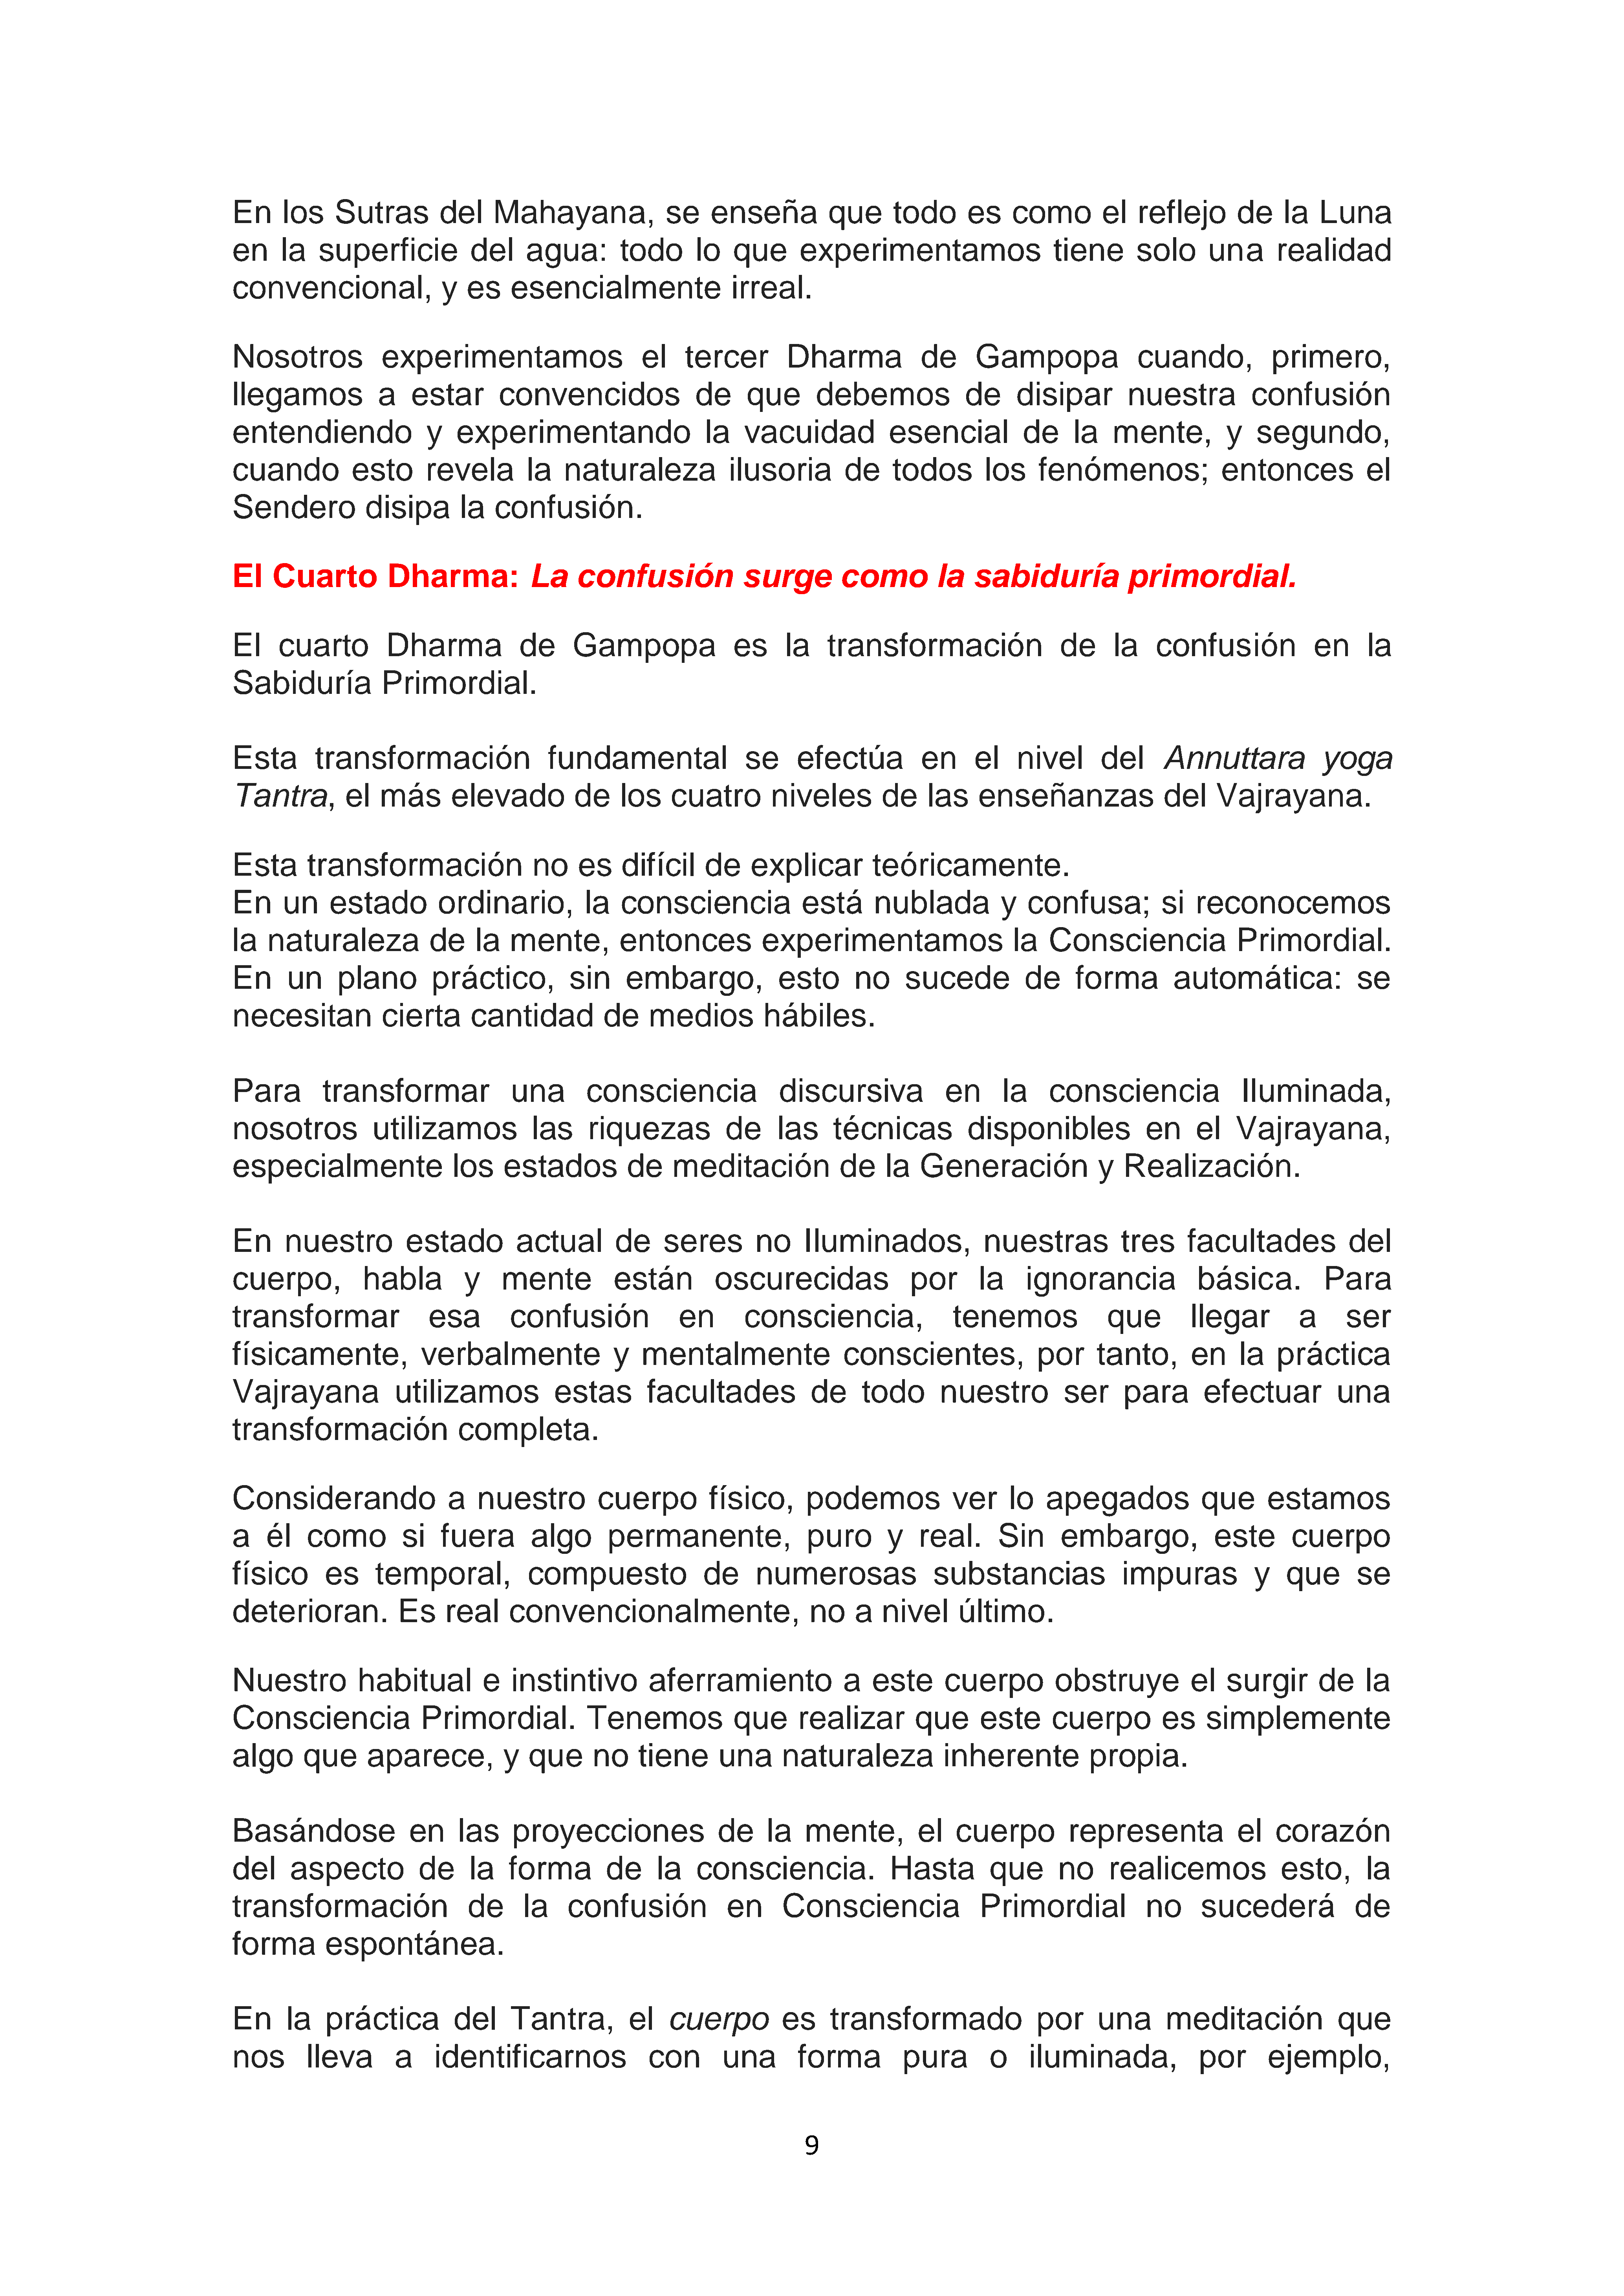 En los Sutras del Mahayana, se enseña que todo es como el reflejo de la Luna
en la superficie del agua: todo lo que experimentamos tiene solo una realidad
convencional, y es esencialmente irreal.
Nosotros experimentamos el tercer Dharma de Gampopa cuando, primero,
llegamos a estar convencidos de que debemos de disipar nuestra confusión
entendiendo y experimentando la vacuidad esencial de la mente, y segundo,
cuando esto revela la naturaleza ilusoria de todos los fenómenos; entonces el
Sendero disipa la confusión.
El Cuarto Dharma: La confusión surge como la sabiduría primordial.
El cuarto Dharma de Gampopa es la transformación de la confusión en la
Sabiduría Primordial.
Esta transformación fundamental se efectúa en el nivel del Annuttara yoga
Tantra, el más elevado de los cuatro niveles de las enseñanzas del Vajrayana.
Esta transformación no es difícil de explicar teóricamente.
En un estado ordinario, la consciencia está nublada y confusa; si reconocemos
la naturaleza de la mente, entonces experimentamos la Consciencia Primordial.
En un plano práctico, sin embargo, esto no sucede de forma automática: se
necesitan cierta cantidad de medios hábiles.
Para transformar una consciencia discursiva en la consciencia Iluminada,
nosotros utilizamos las riquezas de las técnicas disponibles en el Vajrayana,
especialmente los estados de meditación de la Generación y Realización.
En nuestro estado actual de seres no Iluminados, nuestras tres facultades del
cuerpo, habla y mente están oscurecidas por la ignorancia básica. Para
transformar esa confusión en consciencia, tenemos que llegar a ser
físicamente, verbalmente y mentalmente conscientes, por tanto, en la práctica
Vajrayana utilizamos estas facultades de todo nuestro ser para efectuar una
transformación completa.
Considerando a nuestro cuerpo físico, podemos ver lo apegados que estamos
a él como si fuera algo permanente, puro y real. Sin embargo, este cuerpo
físico es temporal, compuesto de numerosas substancias impuras y que se
deterioran. Es real convencionalmente, no a nivel último.
Nuestro habitual e instintivo aferramiento a este cuerpo obstruye el surgir de la
Consciencia Primordial. Tenemos que realizar que este cuerpo es simplemente
algo que aparece, y que no tiene una naturaleza inherente propia.
Basándose en las proyecciones de la mente, el cuerpo representa el corazón
del aspecto de la forma de la consciencia. Hasta que no realicemos esto, la
transformación de la confusión en Consciencia Primordial no sucederá de
forma espontánea.
En la práctica del Tantra, el cuerpo es transformado por una meditación que
nos lleva a identificarnos con una forma pura o iluminada, por ejemplo,
9